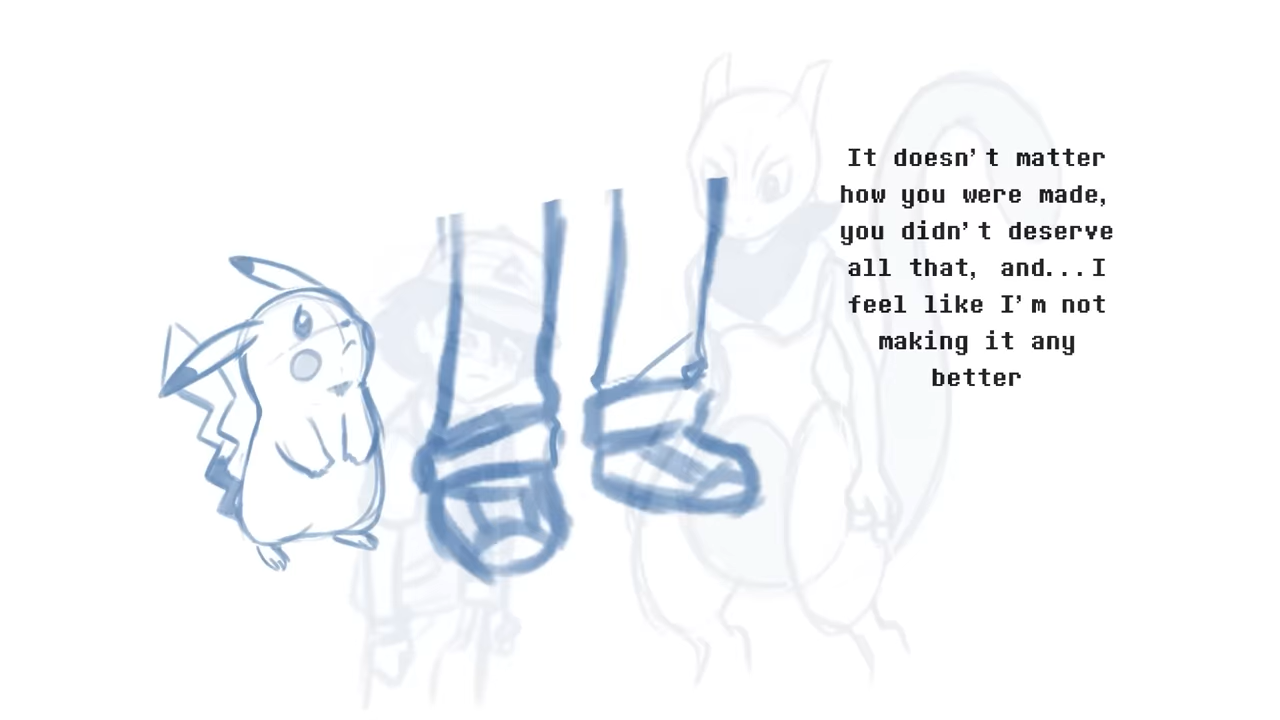 It doesn't matter
how you were made,
you didn't deserve
all that, and...I
feel like I'm not
making it any
better